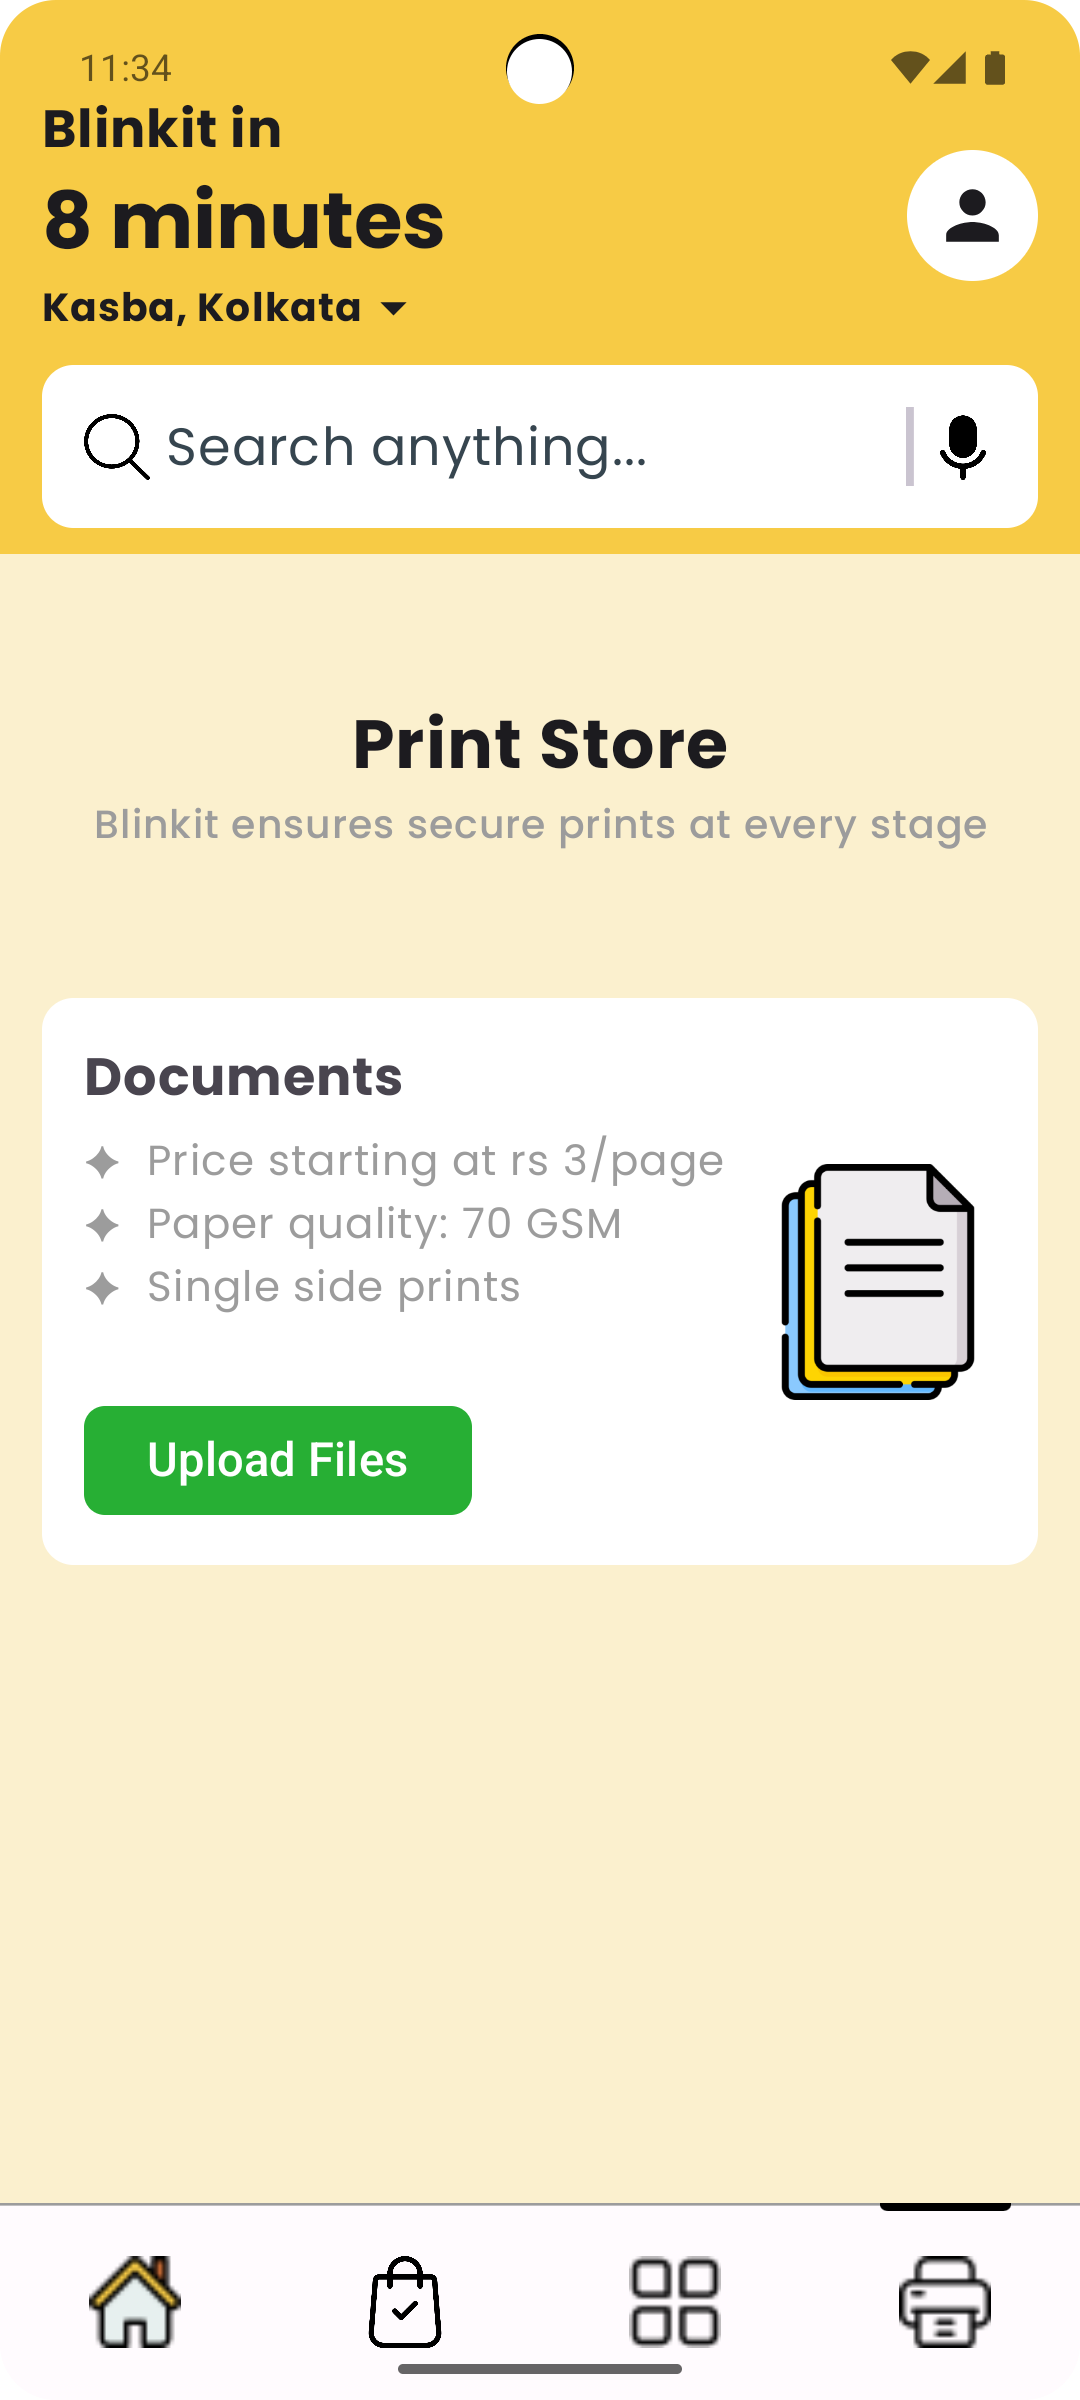 11:34
Blinkit in
8 minutes
Kasba, Kolkata
Search anything...
Print Store
Blinkit ensures secure prints at every stage
Documents
Price starting at rs 3/page
Paper quality: 70 GSM
Single side prints
Upload Files